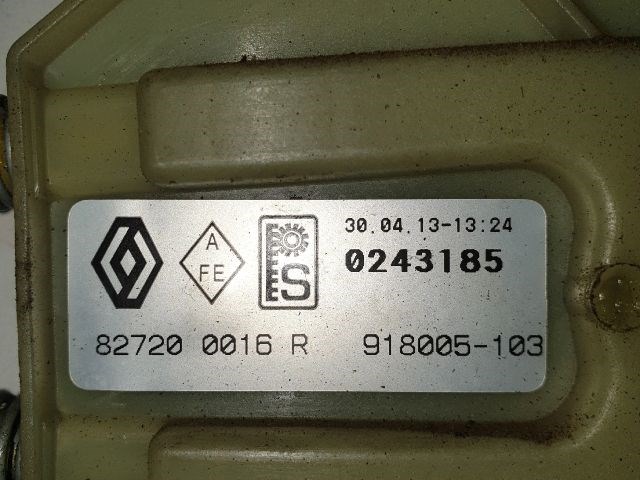 A
FE
S
30.04.13-13:24
0243185
82720 0016 R 918005-103